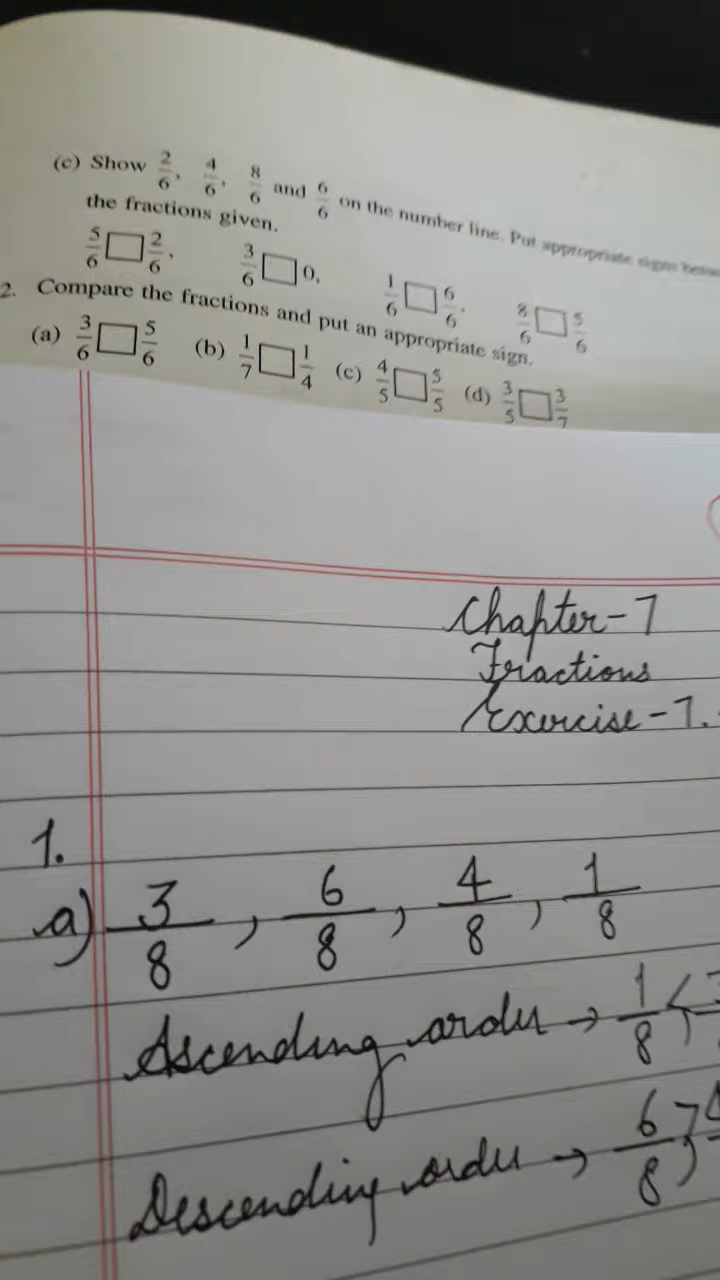 (c) Show 2/6, 4/6, 8/6 and 6/6 on the number line. Put appropriate signs
the fractions given.
5/6 □ 2/6, 3/6 □ 0, 1/6 □ 6/6, 8/6 □ 5/6
2. Compare the fractions and put an appropriate sign.
(a) 3/6 □ 5/6 (b) 1/7 □ 1/4 (c) 4/5 □ 5/5 (d) 3/5 □ 3/7
Chapter-7
Fractions
Exercise-7.
1.
a) 3/8, 6/8, 4/8, 1/8
Ascending order → 1/8 <
Descending order → 6/8 >